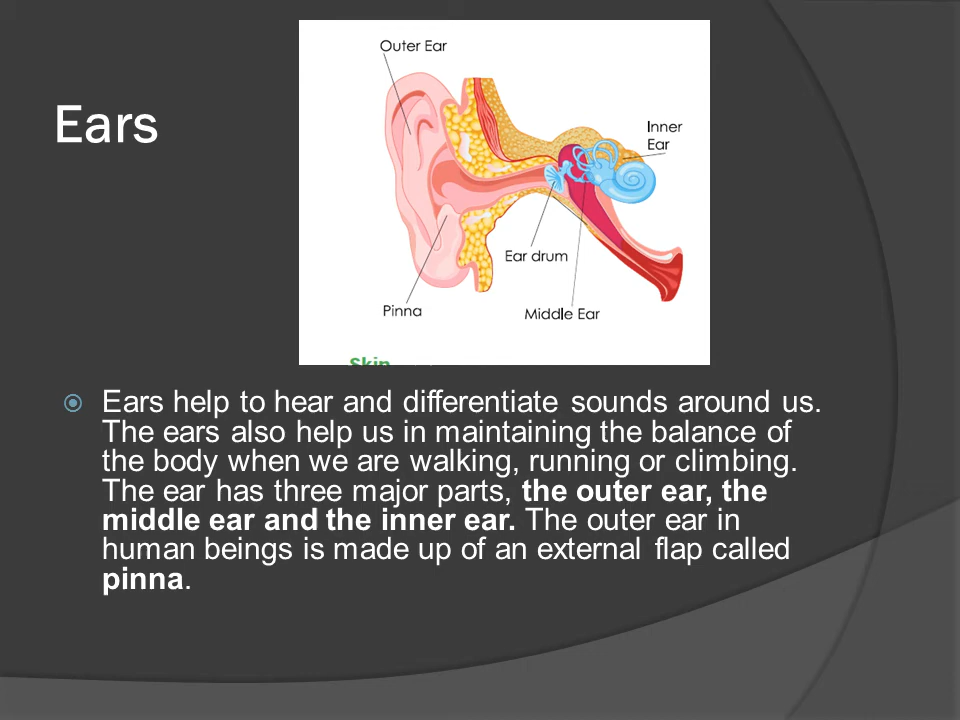 Ears
Outer Ear
Inner
Ear
Ear drum
Pinna
Middle Ear
Skin
Ears help to hear and differentiate sounds around us.
The ears also help us in maintaining the balance of
the body when we are walking, running or climbing.
The ear has three major parts, the outer ear, the
middle ear and the inner ear. The outer ear in
human beings is made up of an external flap called
pinna.